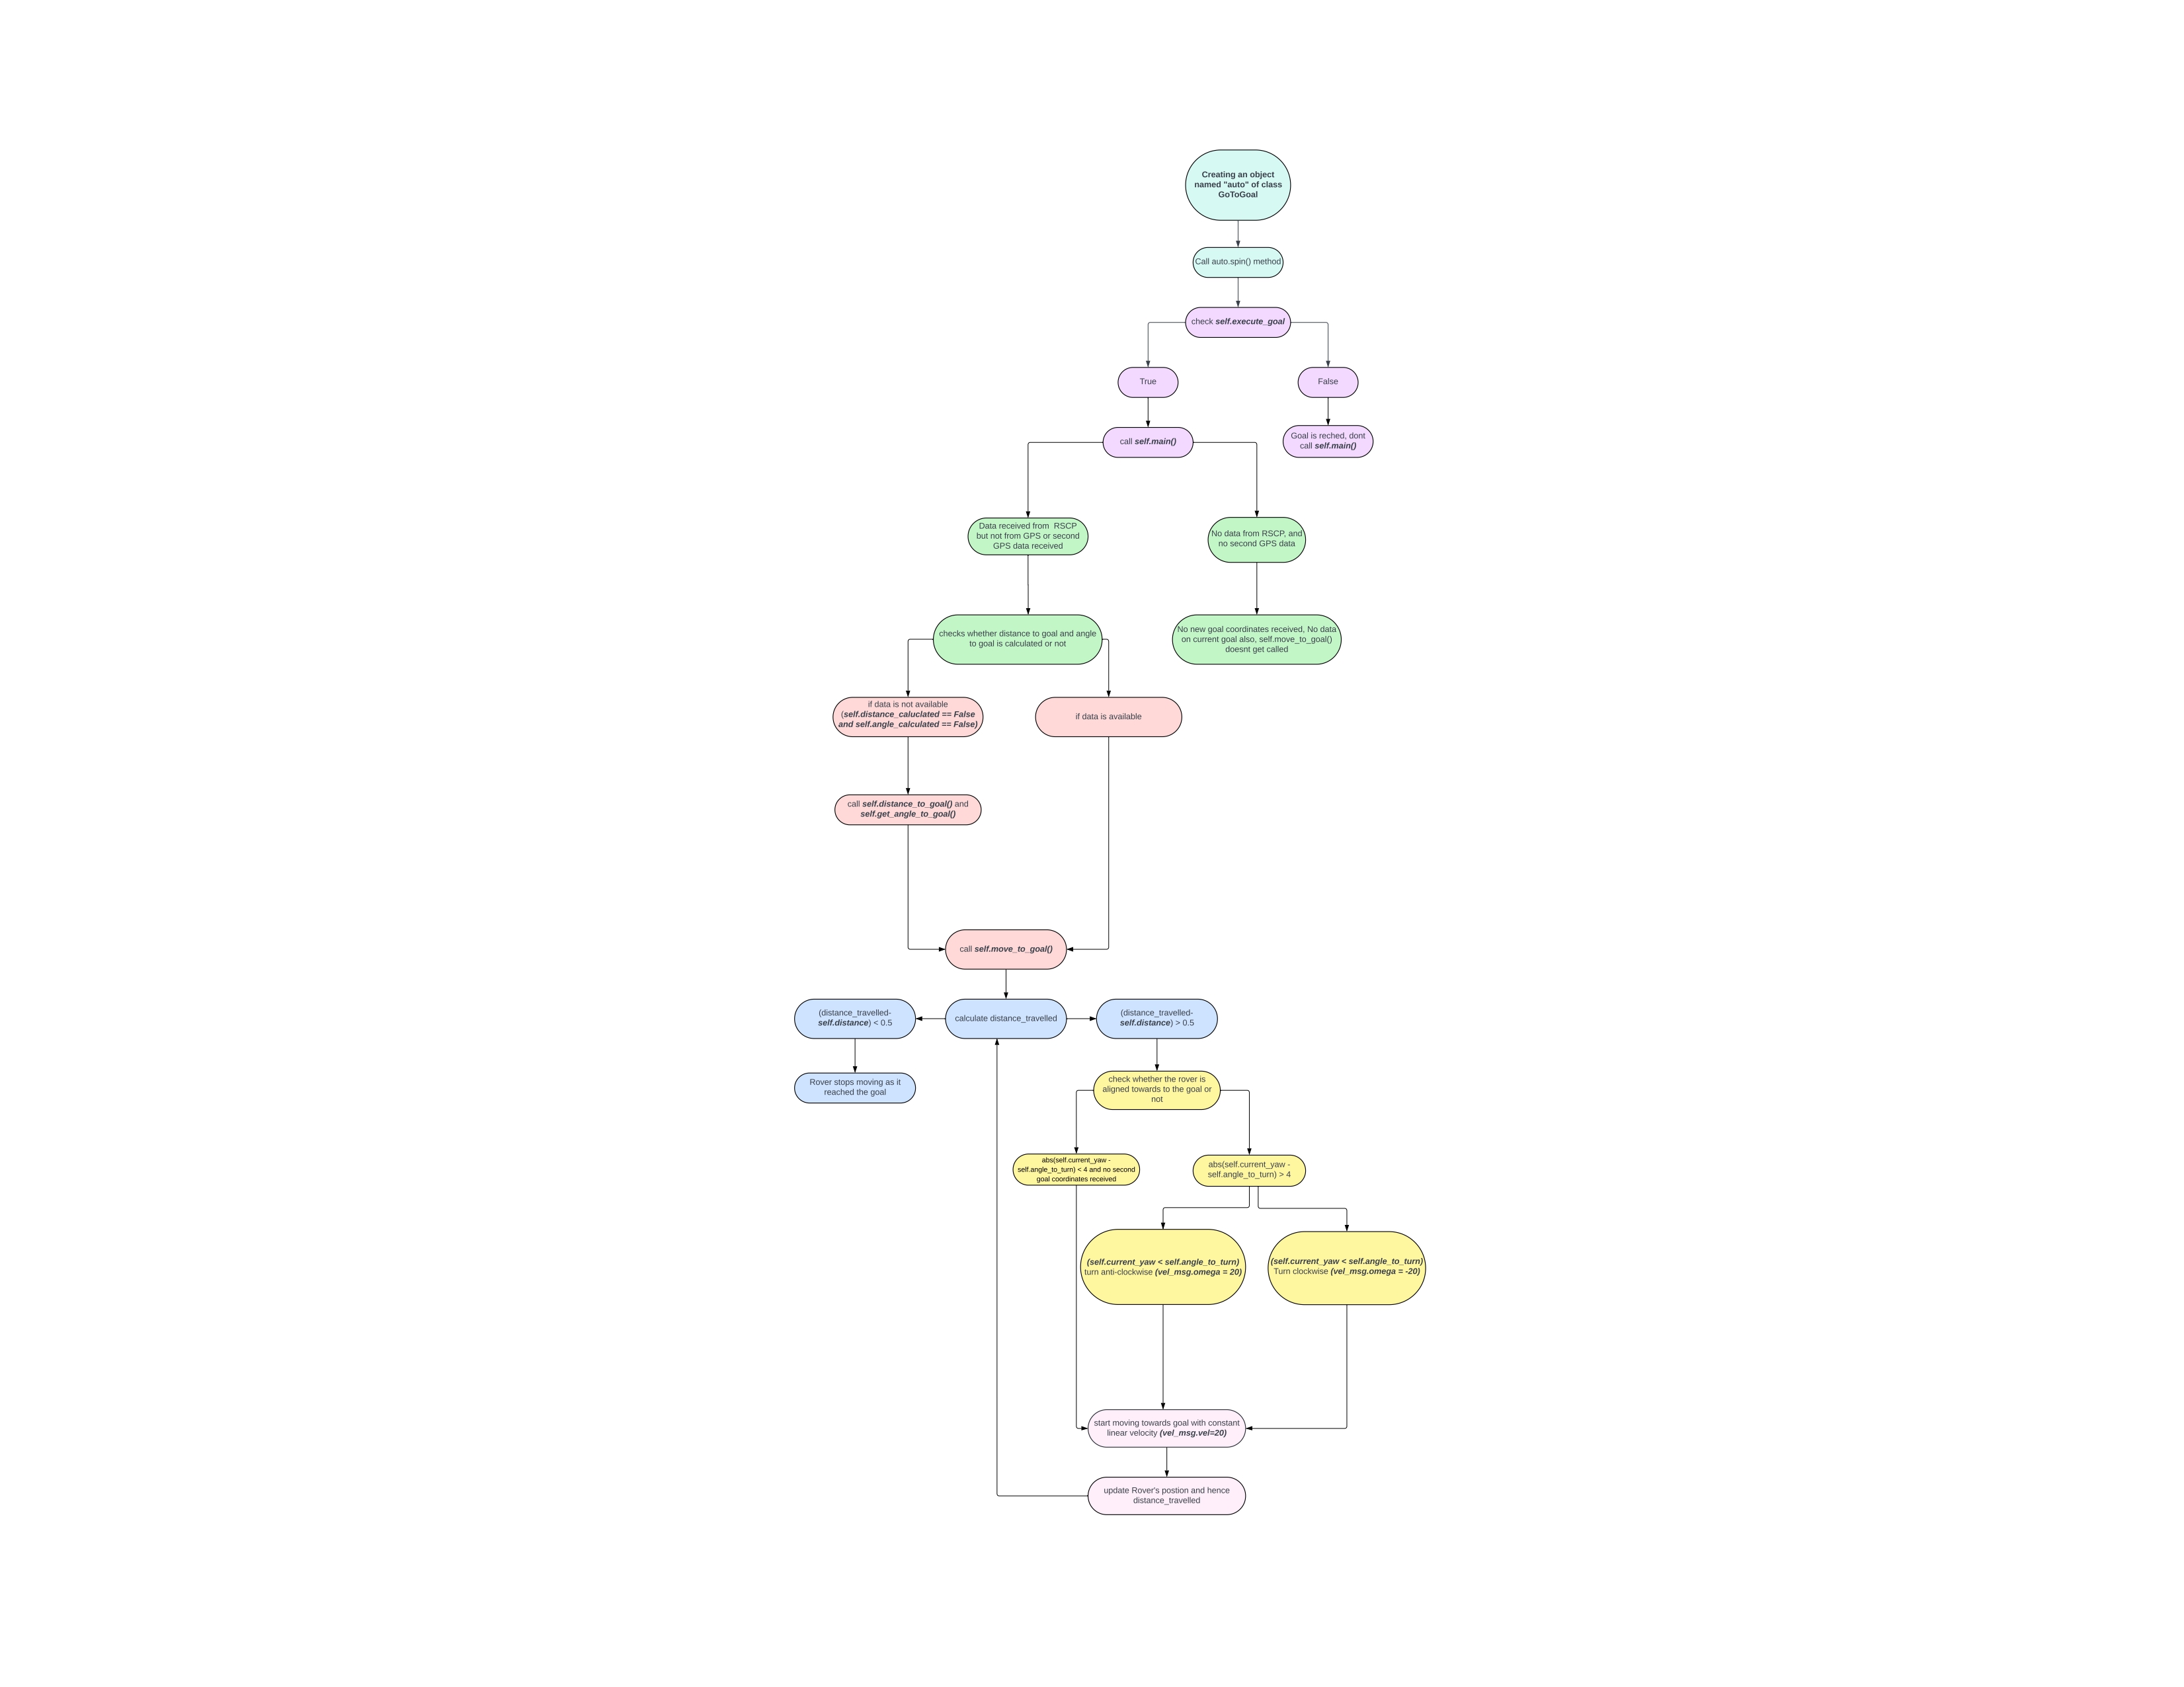 Creating an object
named "auto" of class
GoToGoal
Call auto.spin() method
check self.execute_goal
True
False
call self.main()
Goal is reched, dont
call self.main()
Data received from  RSCP
but not from GPS or second
GPS data received
No data from RSCP, and
no second GPS data
checks whether distance to goal and angle
to goal is calculated or not
No new goal coordinates received, No data
on current goal also, self.move_to_goal()
doesnt get called
if data is not available
(self.distance_caluclated == False
and self.angle_calculated == False)
if data is available
call self.distance_to_goal() and
self.get_angle_to_goal()
call self.move_to_goal()
(distance_travelled-
self.distance) < 0.5
calculate distance_travelled
(distance_travelled-
self.distance) > 0.5
Rover stops moving as it
reached the goal
check whether the rover is
aligned towards to the goal or
not
abs(self.current_yaw -
self.angle_to_turn) < 4 and no second
goal coordinates received
abs(self.current_yaw -
self.angle_to_turn) > 4
(self.current_yaw < self.angle_to_turn)
turn anti-clockwise (vel_msg.omega = 20)
(self.current_yaw < self.angle_to_turn)
Turn clockwise (vel_msg.omega = -20)
start moving towards goal with constant
linear velocity (vel_msg.vel=20)
update Rover's postion and hence
distance_travelled